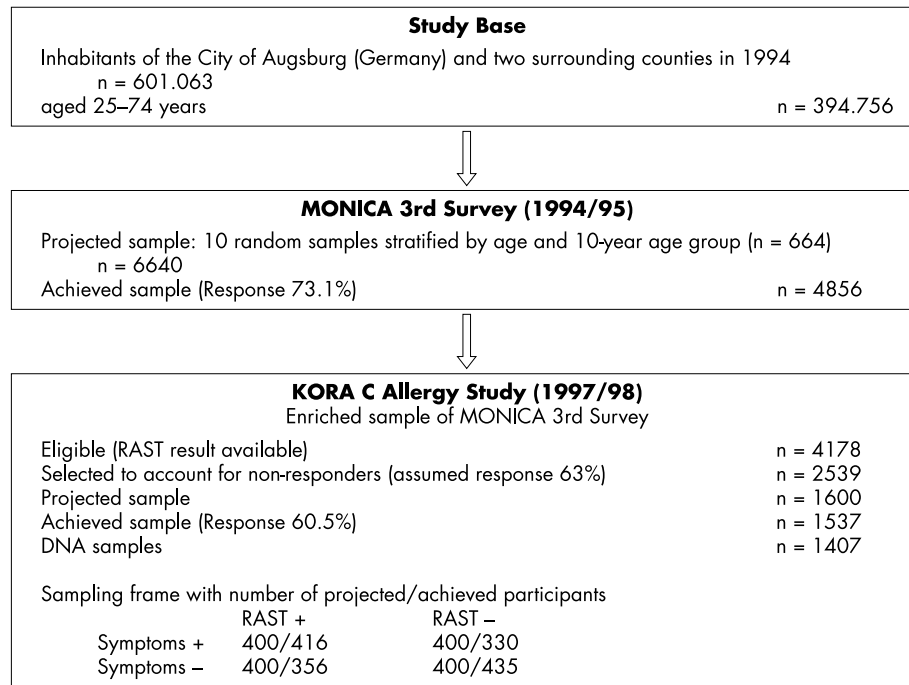 Study Base
Inhabitants of the City of Augsburg (Germany) and two surrounding counties in 1994
n = 601.063
aged 25–74 years n = 394.756
MONICA 3rd Survey (1994/95)
Projected sample: 10 random samples stratified by age and 10-year age group (n = 664)
n = 6640
Achieved sample (Response 73.1%) n = 4856
KORA C Allergy Study (1997/98)
Enriched sample of MONICA 3rd Survey
Eligible (RAST result available) n = 4178
Selected to account for non-responders (assumed response 63%) n = 2539
Projected sample n = 1600
Achieved sample (Response 60.5%) n = 1537
DNA samples n = 1407
Sampling frame with number of projected/achieved participants
RAST + RAST –
Symptoms + 400/416 400/330
Symptoms – 400/356 400/435